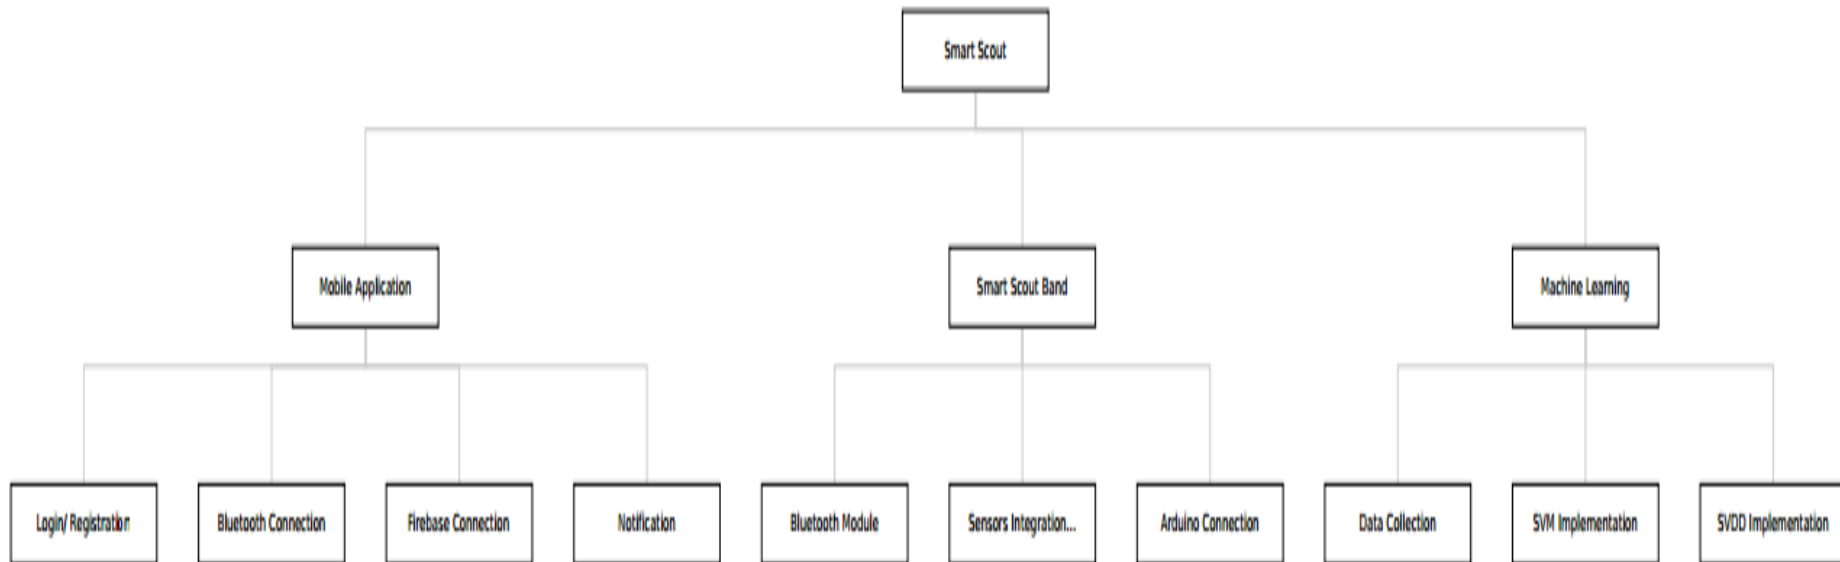 Smart Scout
Mobile Application
Smart Scout Band
Machine Learning
Login/ Registration
Bluetooth Connection
Firebase Connection
Notification
Bluetooth Module
Sensors Integration...
Arduino Connection
Data Collection
SVM Implementation
SVDD Implementation